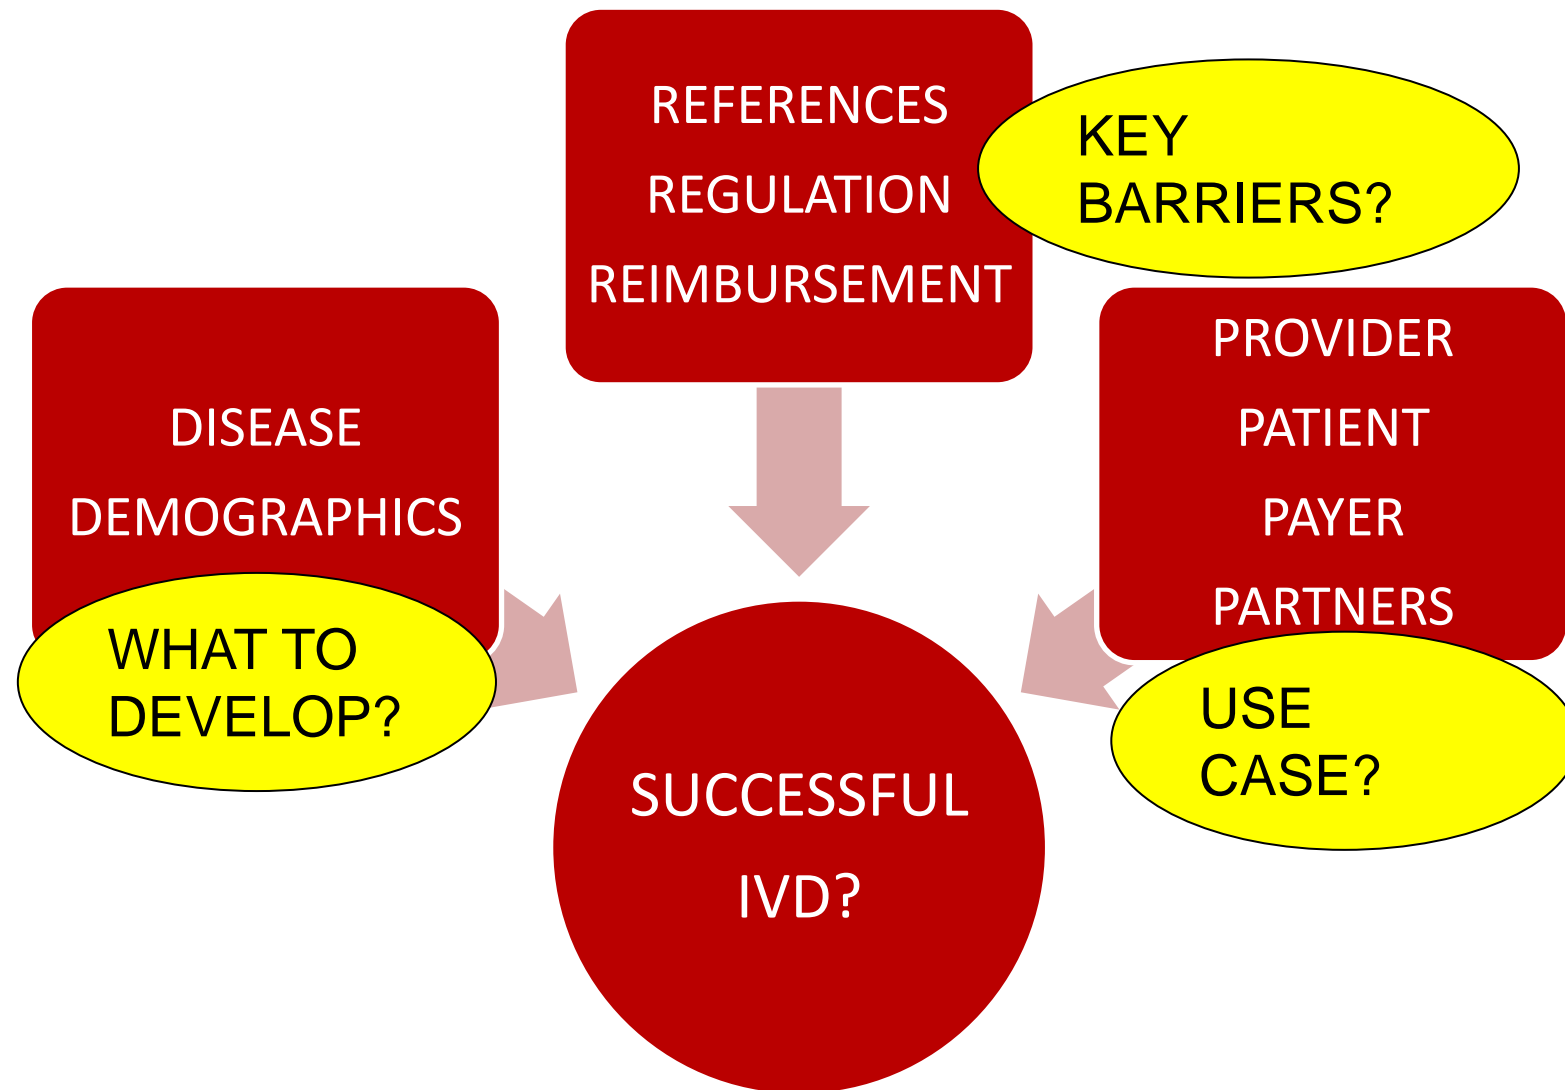 REFERENCES
REGULATION
REIMBURSEMENT
KEY
BARRIERS?
DISEASE
DEMOGRAPHICS
WHAT TO
DEVELOP?
PROVIDER
PATIENT
PAYER
PARTNERS
USE
CASE?
SUCCESSFUL
IVD?